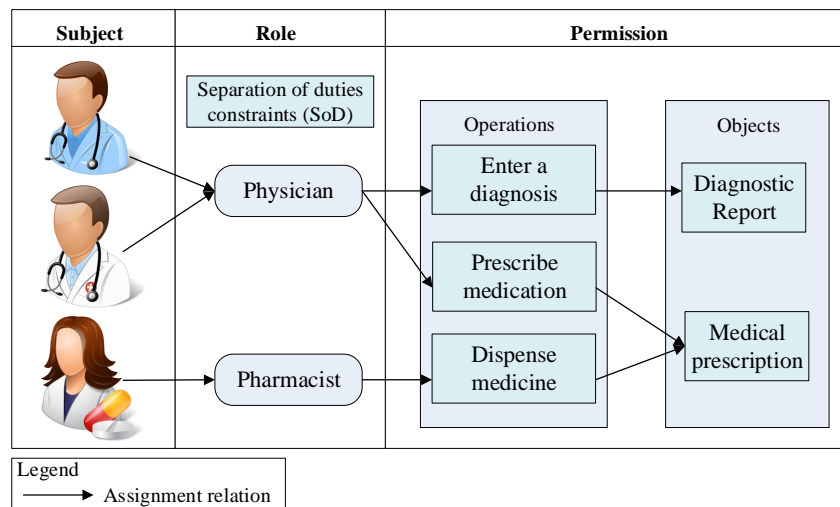 Subject
Role
Permission
Separation of duties
constraints (SoD)
Operations
Objects
Physician
Enter a
diagnosis
Diagnostic
Report
Prescribe
medication
Medical
prescription
Pharmacist
Dispense
medicine
Legend
Assignment relation